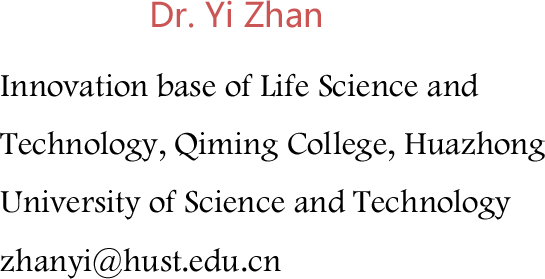 Dr. Yi Zhan
Innovation base of Life Science and
Technology, Qiming College, Huazhong
University of Science and Technology
zhanyi@hust.edu.cn